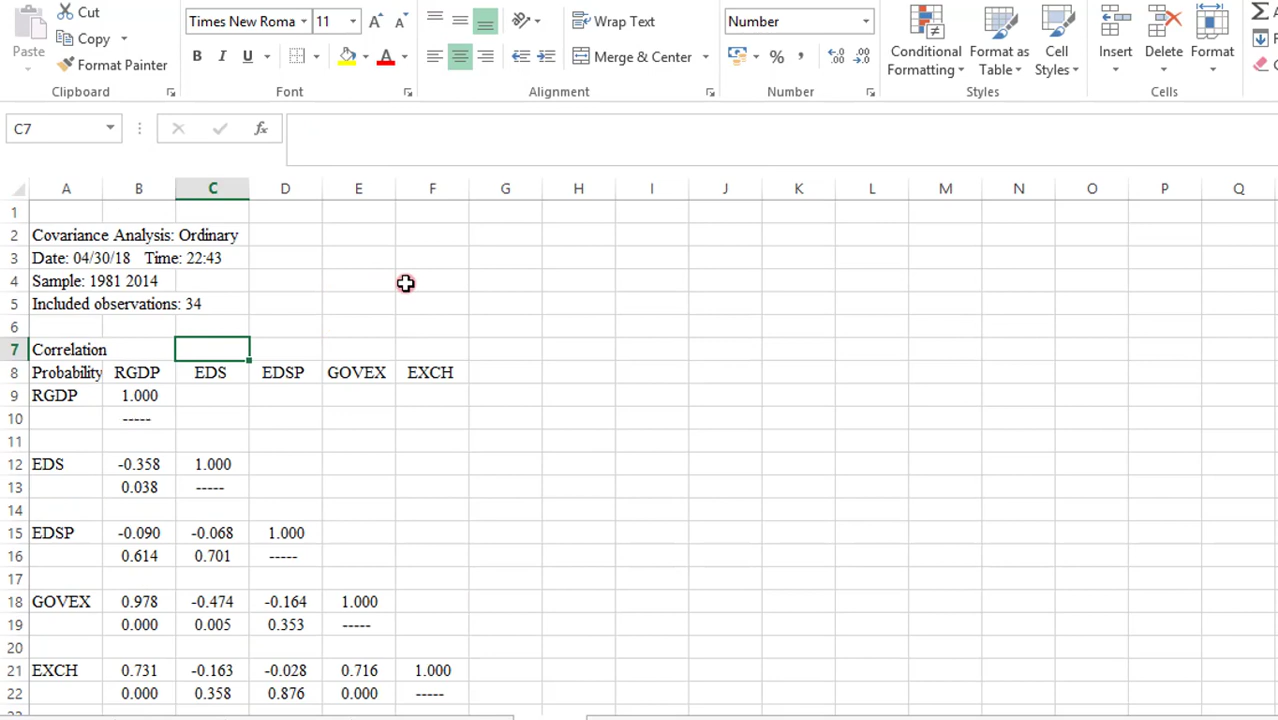 Cut
Copy
Format Painter
Paste
Clipboard
Times New Roma 11
B I U A
Font
Wrap Text
Merge & Center
Alignment
Number
% ,
Number
Conditional Formatting
Format as Table
Cell Styles
Styles
Insert Delete Format
Cells
C7 fx
A B C D E F G H I J K L M N O P Q
1
2 Covariance Analysis: Ordinary
3 Date: 04/30/18 Time: 22:43
4 Sample: 1981 2014
5 Included observations: 34
6
7 Correlation
8 Probability RGDP EDS EDSP GOVEX EXCH
9 RGDP 1.000
10 -----
11
12 EDS -0.358 1.000
13 0.038 -----
14
15 EDSP -0.090 -0.068 1.000
16 0.614 0.701 -----
17
18 GOVEX 0.978 -0.474 -0.164 1.000
19 0.000 0.005 0.353 -----
20
21 EXCH 0.731 -0.163 -0.028 0.716 1.000
22 0.000 0.358 0.876 0.000 -----